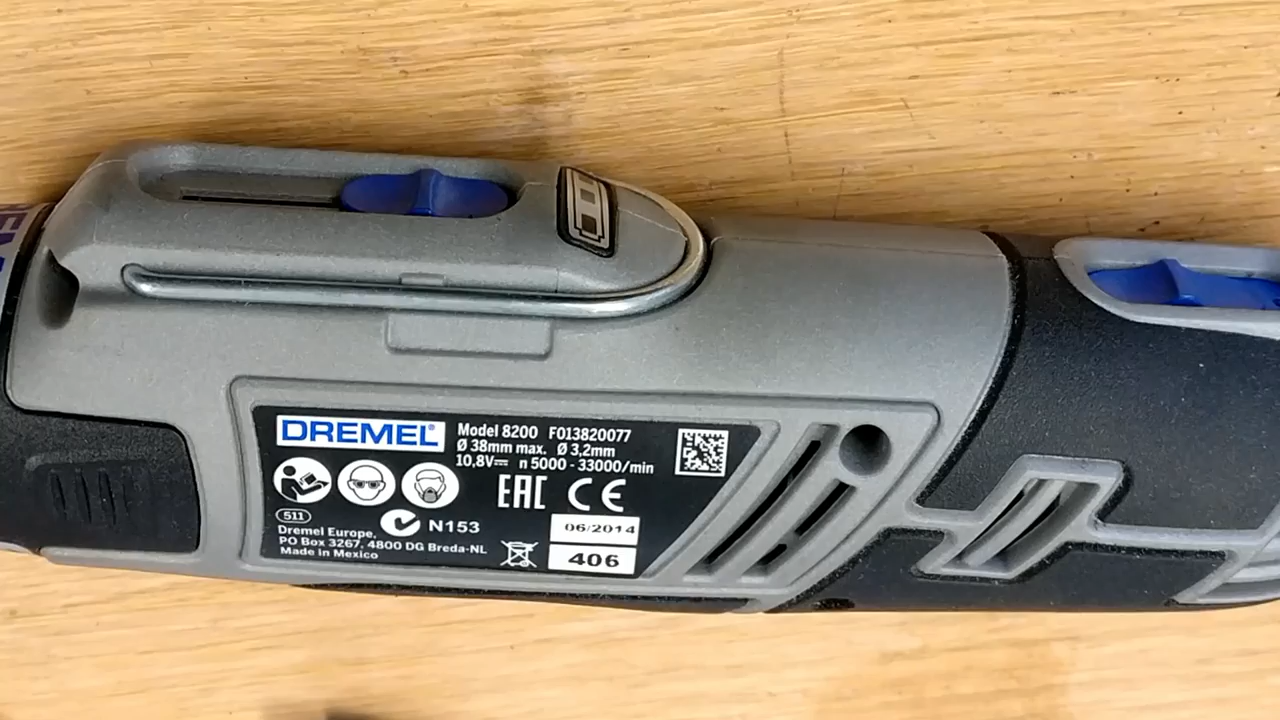 DREMEL
Model 8200 F013820077
Ø 38mm max. Ø 3,2mm
10,8V⎓ n 5000 - 33000/min
EAC CE
511
N153
Dremel Europe,
PO Box 3267, 4800 DG Breda-NL
Made in Mexico
06/2014
406